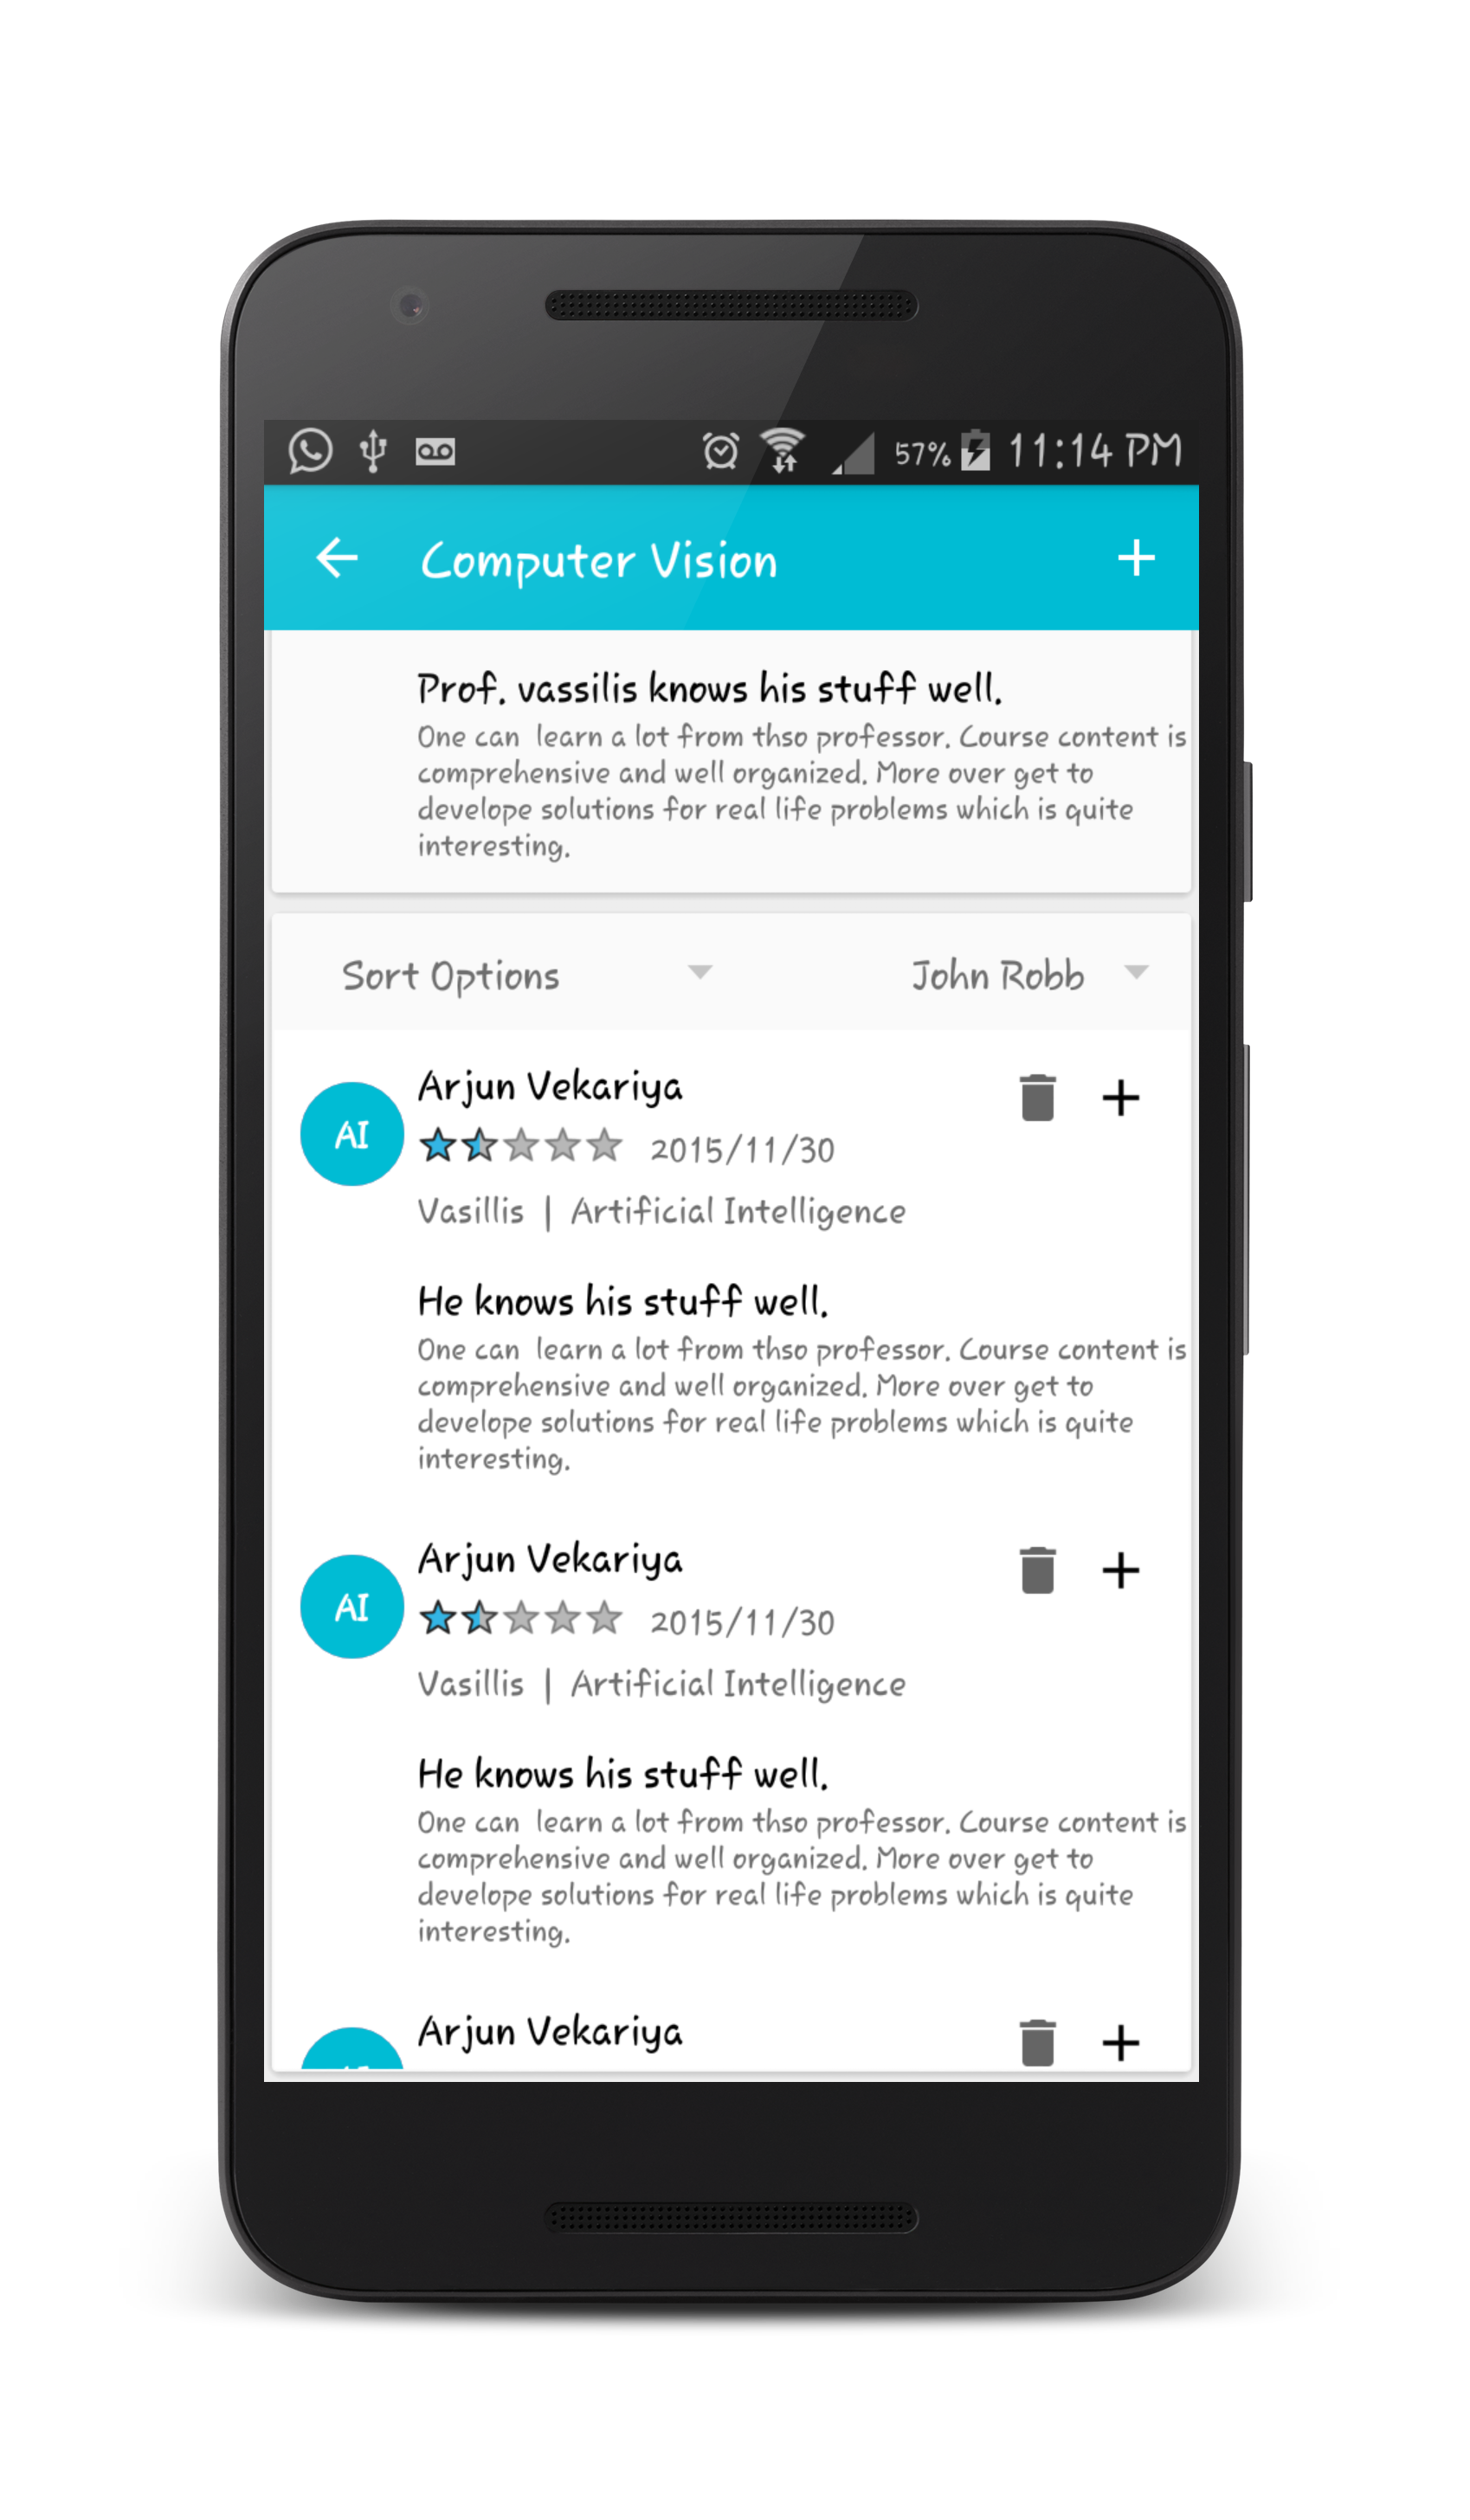 57% 11:14 PM
Computer Vision
Prof. vassilis knows his stuff well.
One can  learn a lot from thso professor. Course content is
comprehensive and well organized. More over get to
develope solutions for real life problems which is quite
interesting.
Sort Options John Robb
Arjun Vekariya
AI
2015/11/30
Vasillis | Artificial Intelligence
He knows his stuff well.
One can  learn a lot from thso professor. Course content is
comprehensive and well organized. More over get to
develope solutions for real life problems which is quite
interesting.
Arjun Vekariya
AI
2015/11/30
Vasillis | Artificial Intelligence
He knows his stuff well.
One can  learn a lot from thso professor. Course content is
comprehensive and well organized. More over get to
develope solutions for real life problems which is quite
interesting.
Arjun Vekariya